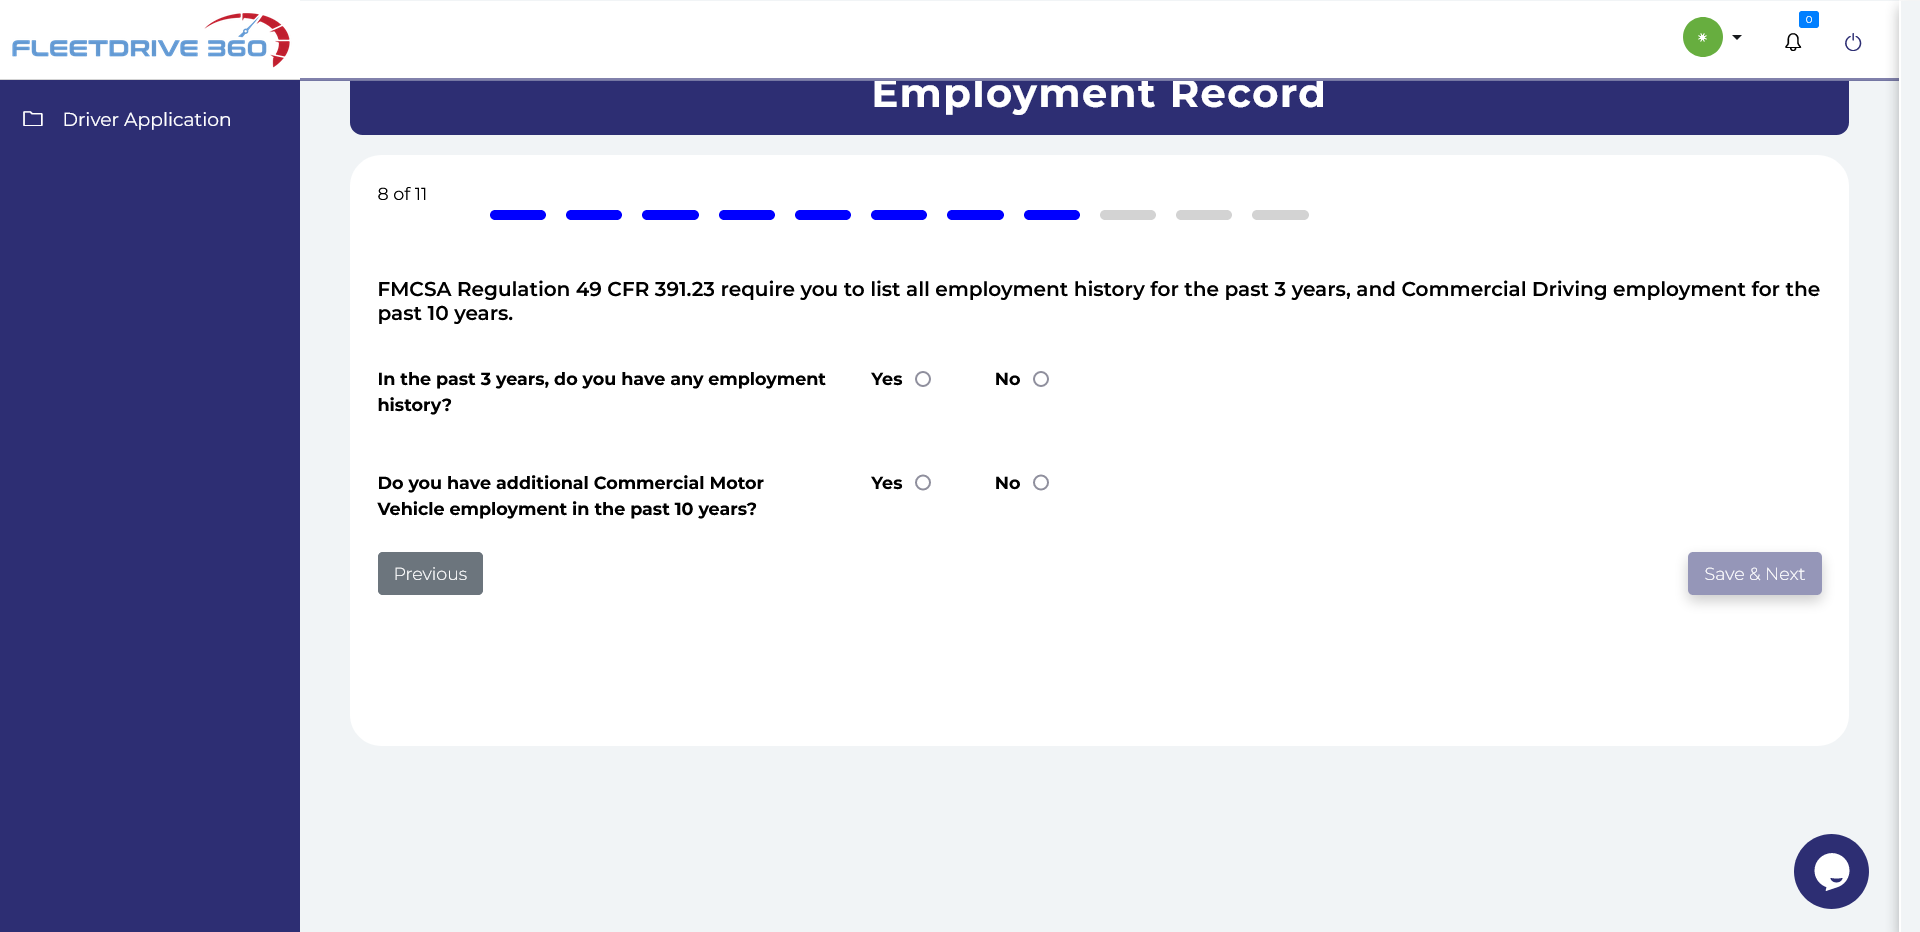 FLEETDRIVE 360
0
Driver Application
Employment Record
8 of 11
FMCSA Regulation 49 CFR 391.23 require you to list all employment history for the past 3 years, and Commercial Driving employment for the
past 10 years.
In the past 3 years, do you have any employment
history?
Yes
No
Do you have additional Commercial Motor
Vehicle employment in the past 10 years?
Yes
No
Previous
Save & Next